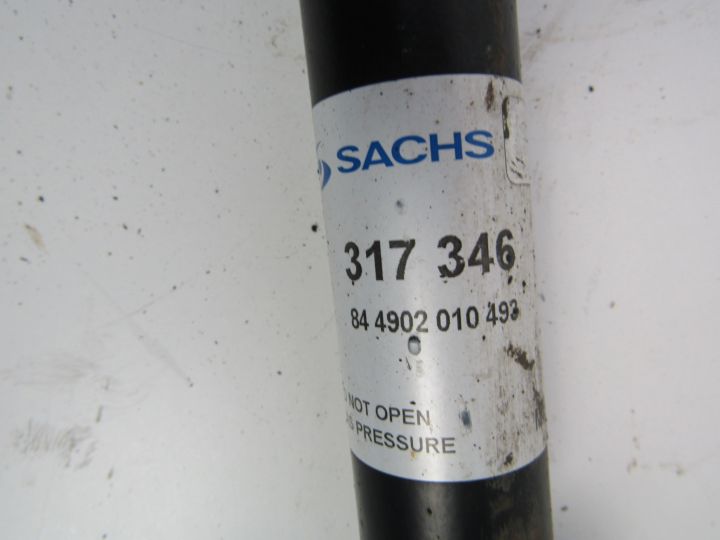 SACHS
317 346
84 4902 010 493
NOT OPEN
PRESSURE